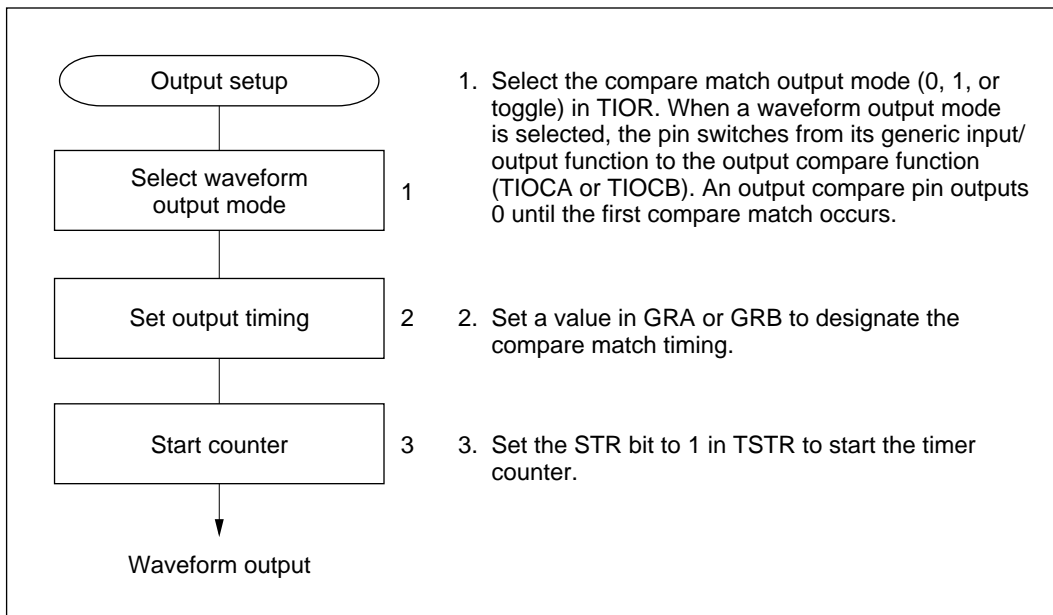 Output setup
Select waveform
output mode
1
1. Select the compare match output mode (0, 1, or
toggle) in TIOR. When a waveform output mode
is selected, the pin switches from its generic input/
output function to the output compare function
(TIOCA or TIOCB). An output compare pin outputs
0 until the first compare match occurs.
Set output timing
2
2. Set a value in GRA or GRB to designate the
compare match timing.
Start counter
3
3. Set the STR bit to 1 in TSTR to start the timer
counter.
Waveform output